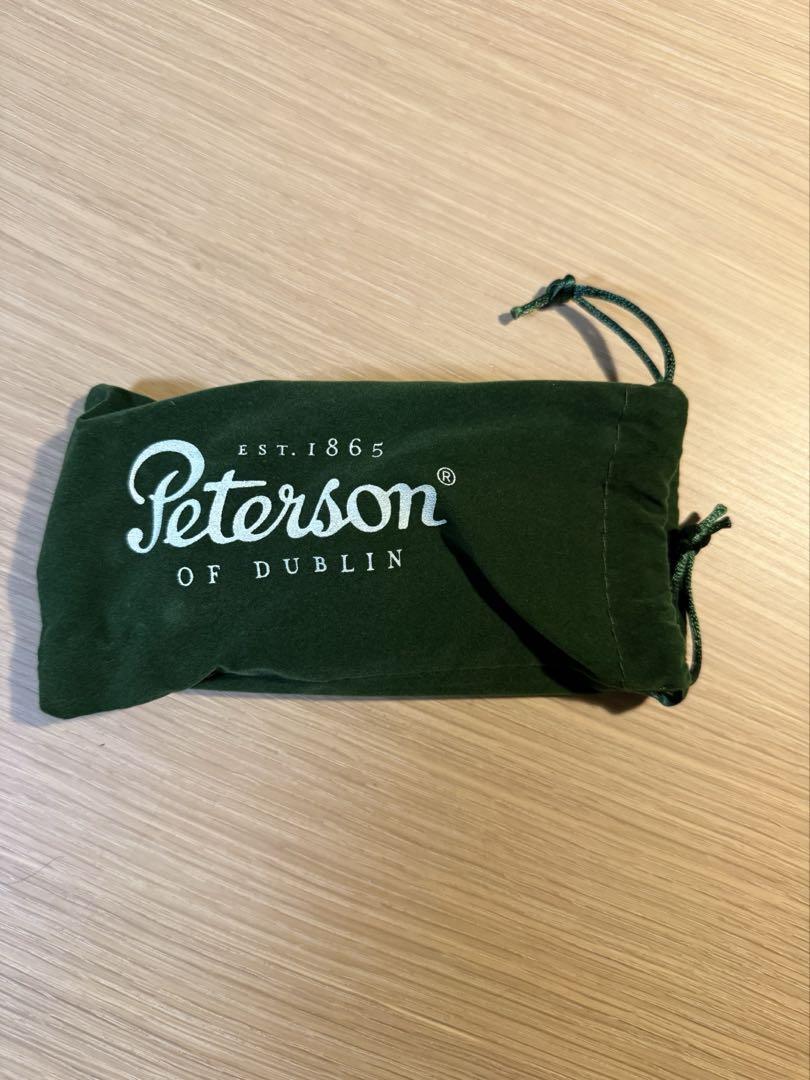 EST. 1865
Peterson®
OF DUBLIN